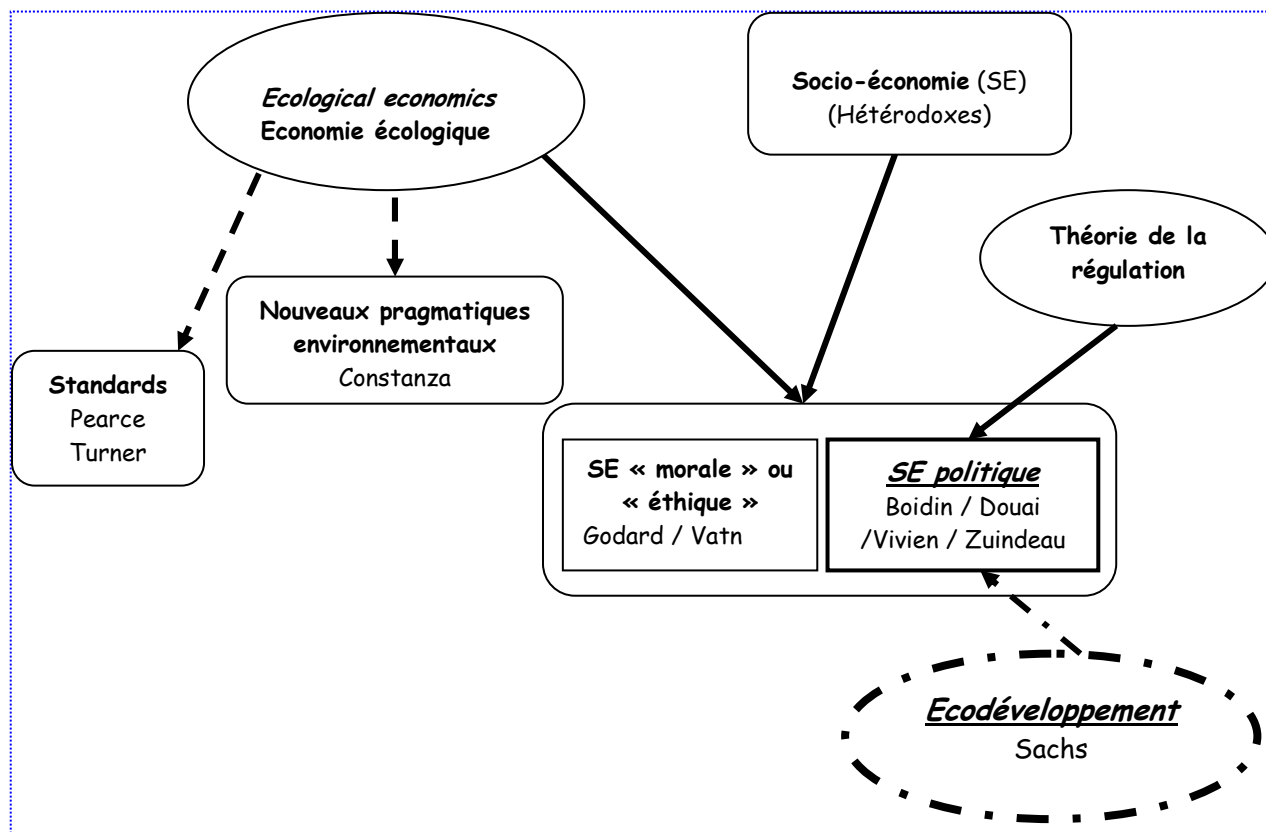 Ecological economics
Economie écologique
Socio-économie (SE)
(Hétérodoxes)
Théorie de la
régulation
Nouveaux pragmatiques
environnementaux
Constanza
Standards
Pearce
Turner
SE « morale » ou
« éthique »
Godard / Vatn
SE politique
Boidin / Douai
/Vivien / Zuindeau
Ecodéveloppement
Sachs